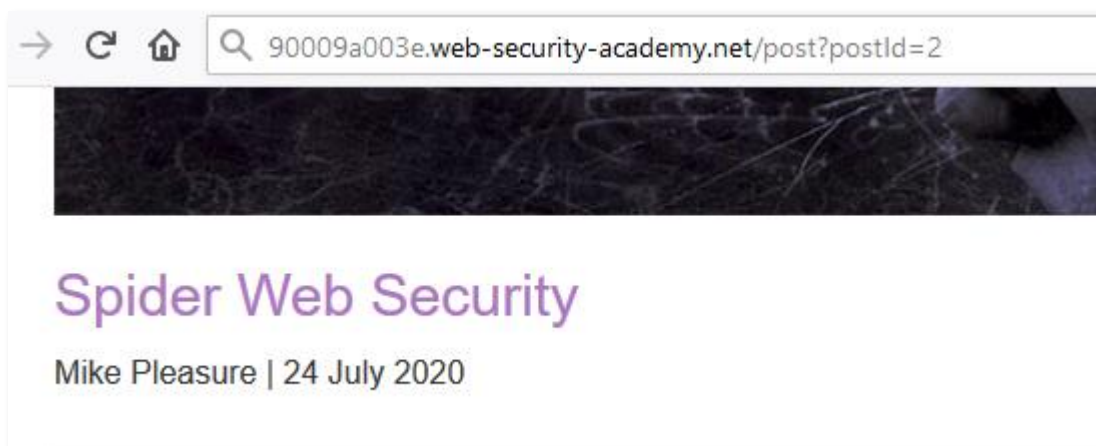 90009a003e.web-security-academy.net/post?postId=2
Spider Web Security
Mike Pleasure | 24 July 2020